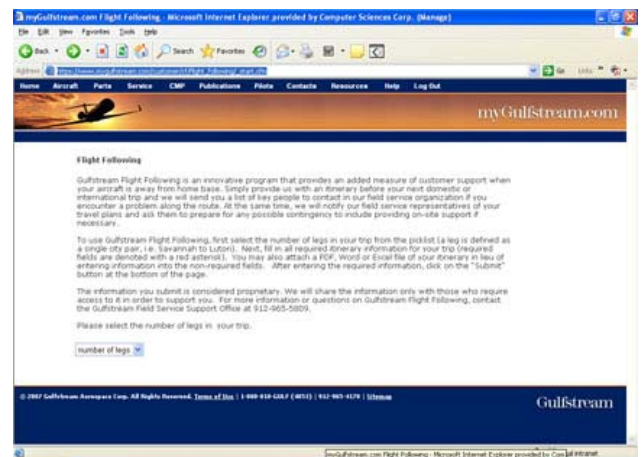 myGulfstream.com Flight Following - Microsoft Internet Explorer provided by Computer Sciences Corp. (Manage)
File Edit View Favorites Tools Help
Back Search Favorites
Address Go Links
Home Aircraft Parts Service CMP Publications Pilots Contacts Resources Help Log Out
myGulfstream.com
Flight Following
Gulfstream Flight Following is an innovative program that provides an added measure of customer support when
your aircraft is away from home base. Simply provide us with an itinerary before your next domestic or
international trip and we will send you a list of key people to contact in our field service organization if you
encounter a problem along the route. At the same time, we will notify our field service representatives of your
travel plans and ask them to prepare for any possible contingency to include providing on-site support if
necessary.
To use Gulfstream Flight Following, first select the number of legs in your trip from the picklist (a leg is defined as
a single city pair, i.e. Savannah to Luton). Next, fill in all required itinerary information for your trip (required
fields are denoted with a red asterisk). You may also attach a PDF, Word or Excel file of your itinerary in lieu of
entering information into the non-required fields. After entering the required information, click on the "Submit"
button at the bottom of the page.
The information you submit is considered proprietary. We will share the information only with those who require
access to it in order to support you. For more information or questions on Gulfstream Flight Following, contact
the Gulfstream Field Service Support Office at 912-965-5809.
Please select the number of legs in your trip.
number of legs
© 2007 Gulfstream Aerospace Corp. All Rights Reserved. Terms of Use | 1-800-810-GULF (4853) | 912-965-4178 | Sitemap
Gulfstream
myGulfstream.com Flight Following - Microsoft Internet Explorer provided by Com al intranet